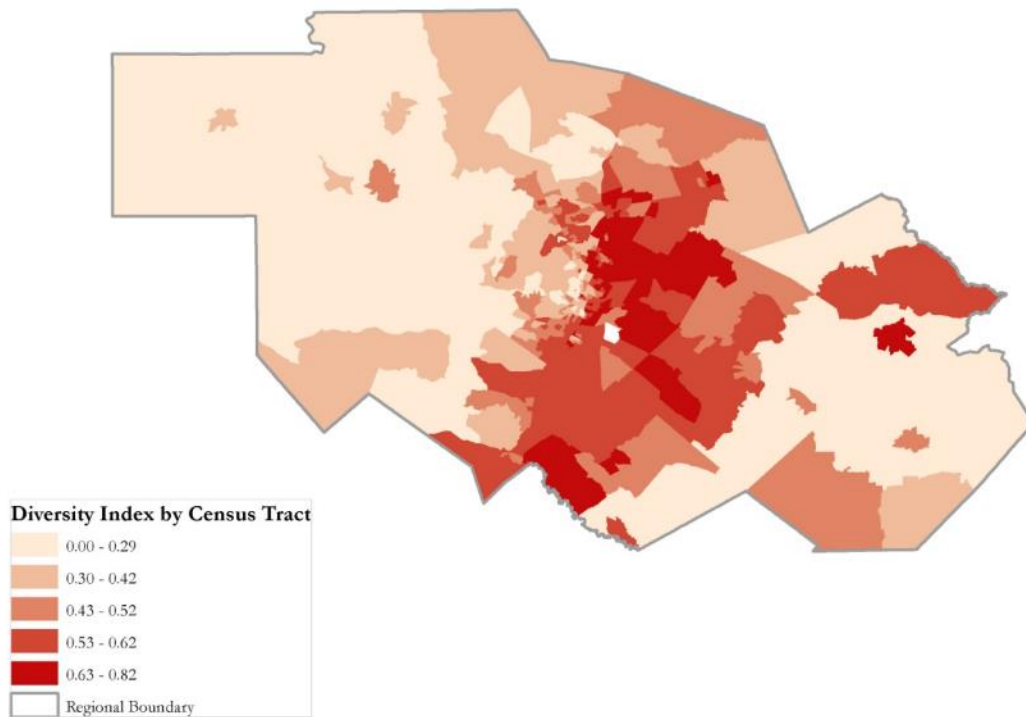 Diversity Index by Census Tract
0.00 - 0.29
0.30 - 0.42
0.43 - 0.52
0.53 - 0.62
0.63 - 0.82
Regional Boundary